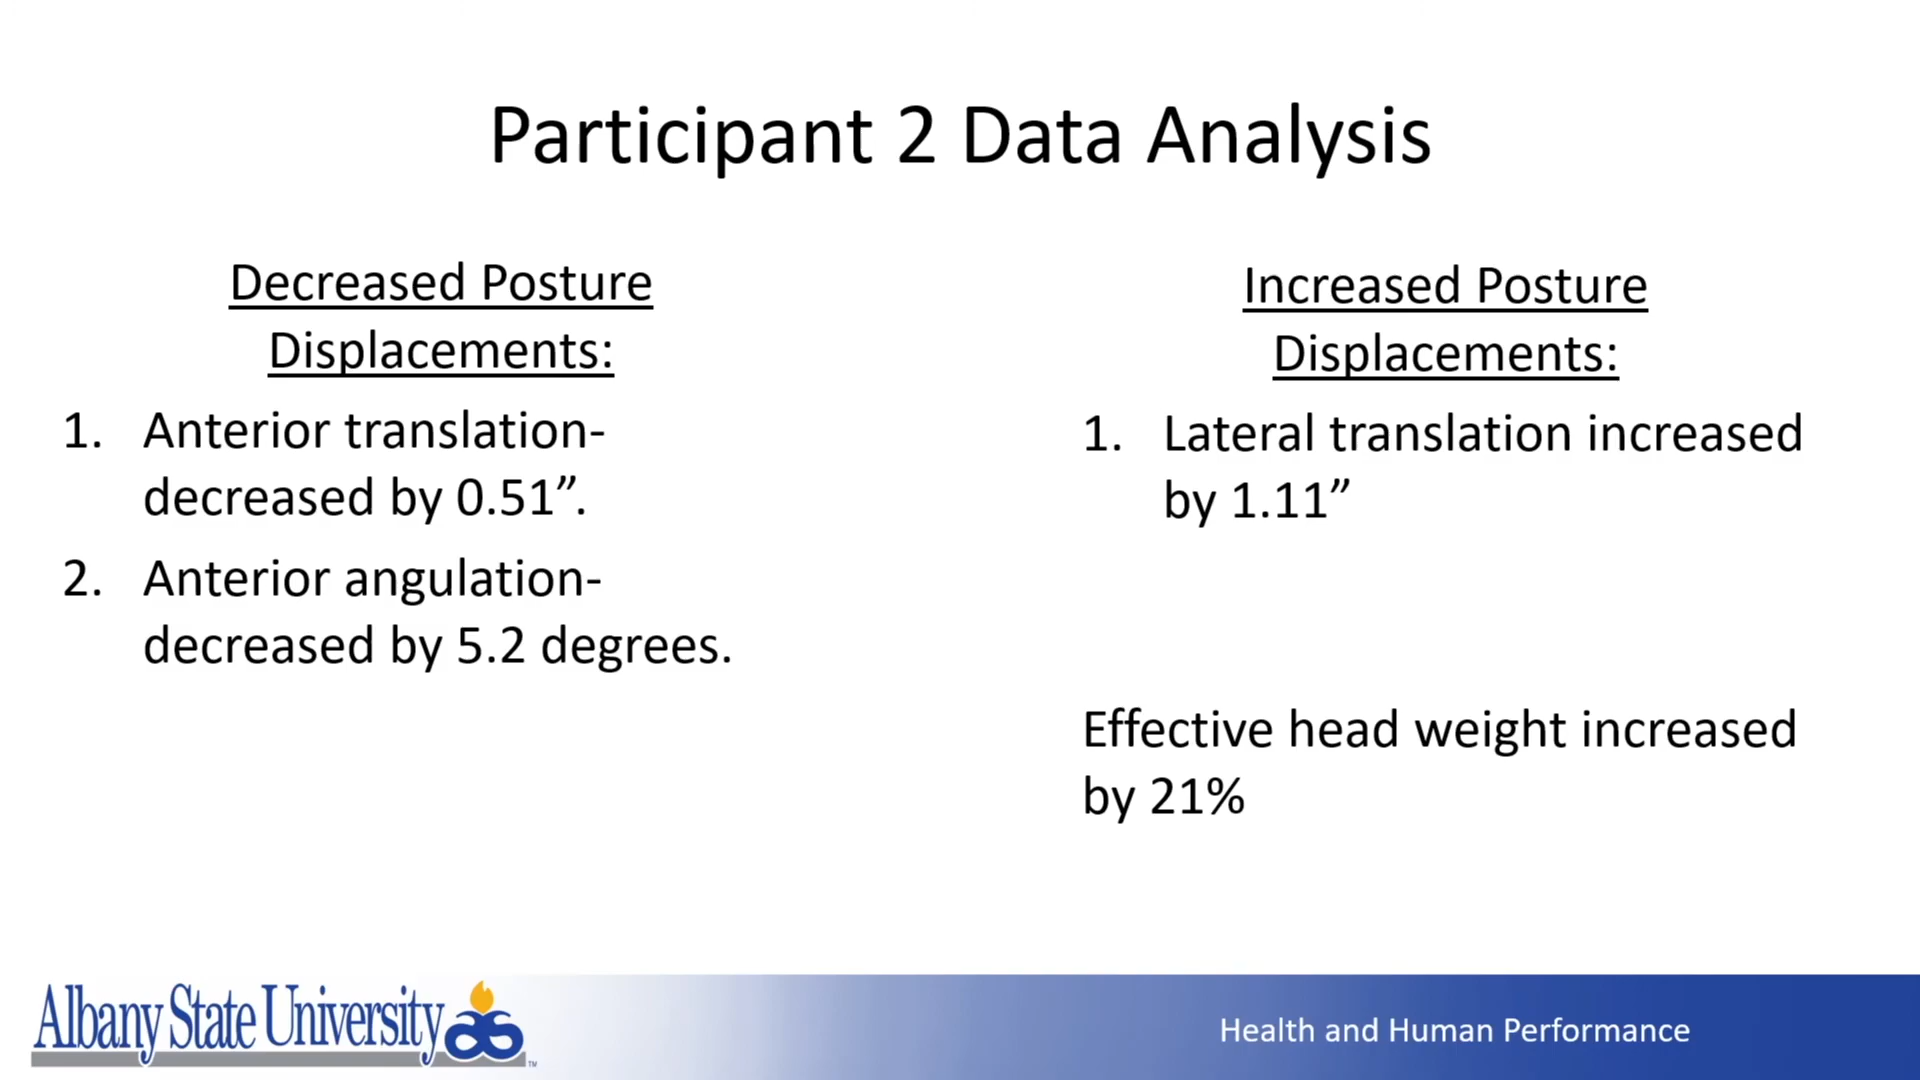 Participant 2 Data Analysis
Decreased Posture
Displacements:
1. Anterior translation-
decreased by 0.51”.
2. Anterior angulation-
decreased by 5.2 degrees.
Increased Posture
Displacements:
1. Lateral translation increased
by 1.11”
Effective head weight increased
by 21%
Albany State University
TM
Health and Human Performance